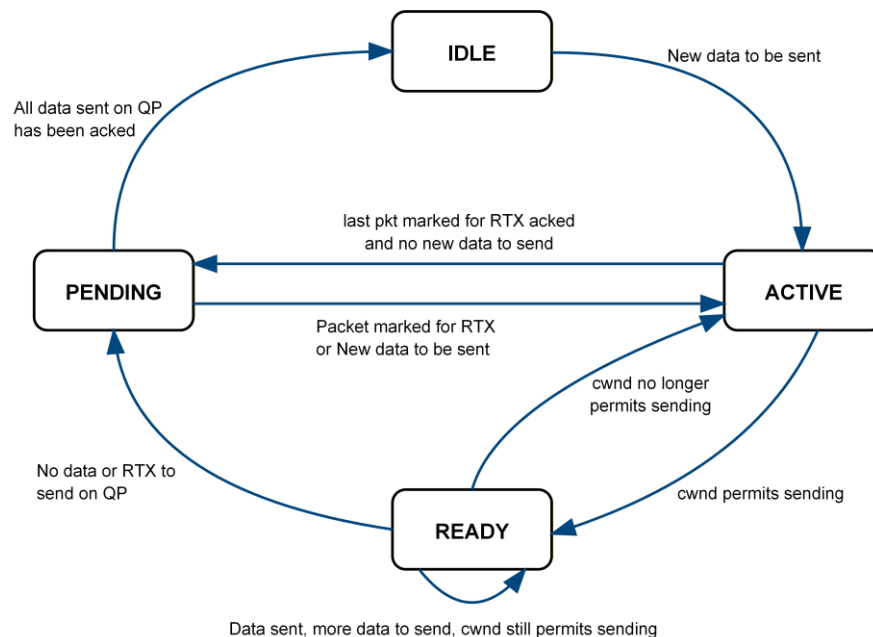 IDLE
New data to be sent
All data sent on QP
has been acked
last pkt marked for RTX acked
and no new data to send
PENDING
ACTIVE
Packet marked for RTX
or New data to be sent
cwnd no longer
permits sending
No data or RTX to
send on QP
cwnd permits sending
READY
Data sent, more data to send, cwnd still permits sending